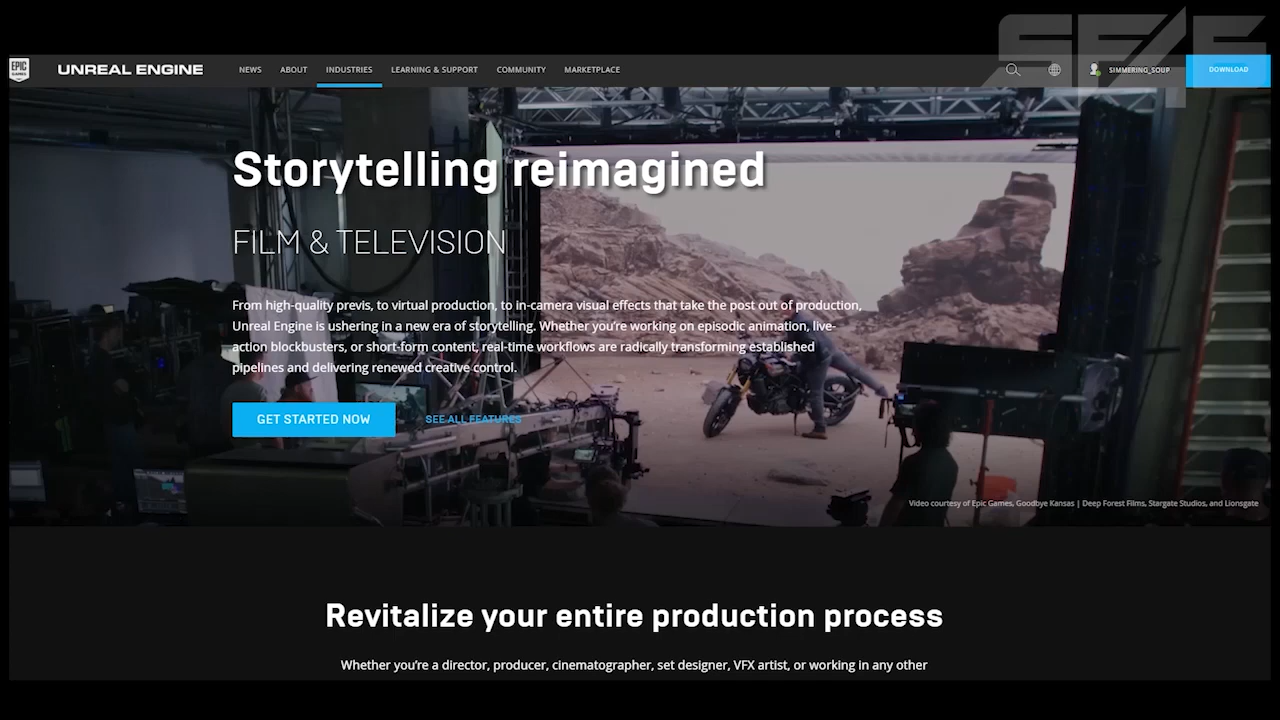 SE/E
EPIC
GAMES
UNREAL ENGINE
NEWS
ABOUT
INDUSTRIES
LEARNING & SUPPORT
COMMUNITY
MARKETPLACE
SIMMERING_SOUP
DOWNLOAD
Storytelling reimagined
FILM & TELEVISION
From high-quality previs, to virtual production, to in-camera visual effects that take the post out of production,
Unreal Engine is ushering in a new era of storytelling. Whether you're working on episodic animation, live-
action blockbusters, or short-form content, real-time workflows are radically transforming established
pipelines and delivering renewed creative control.
GET STARTED NOW
SEE ALL FEATURES
Video courtesy of Epic Games, Goodbye Kansas | Deep Forest Films, Stargate Studios, and Lionsgate
Revitalize your entire production process
Whether you're a director, producer, cinematographer, set designer, VFX artist, or working in any other